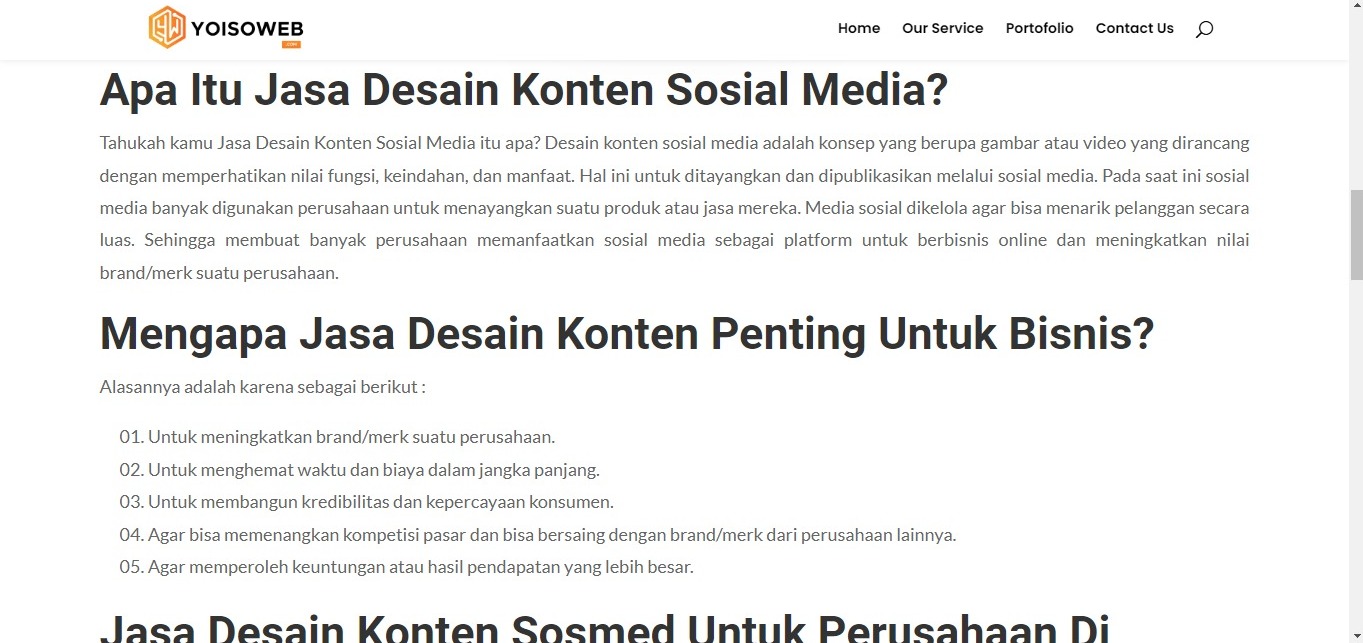 YOISOWEB
.COM
Home Our Service Portofolio Contact Us
Apa Itu Jasa Desain Konten Sosial Media?
Tahukah kamu Jasa Desain Konten Sosial Media itu apa? Desain konten sosial media adalah konsep yang berupa gambar atau video yang dirancang
dengan memperhatikan nilai fungsi, keindahan, dan manfaat. Hal ini untuk ditayangkan dan dipublikasikan melalui sosial media. Pada saat ini sosial
media banyak digunakan perusahaan untuk menayangkan suatu produk atau jasa mereka. Media sosial dikelola agar bisa menarik pelanggan secara
luas. Sehingga membuat banyak perusahaan memanfaatkan sosial media sebagai platform untuk berbisnis online dan meningkatkan nilai
brand/merk suatu perusahaan.
Mengapa Jasa Desain Konten Penting Untuk Bisnis?
Alasannya adalah karena sebagai berikut :
01. Untuk meningkatkan brand/merk suatu perusahaan.
02. Untuk menghemat waktu dan biaya dalam jangka panjang.
03. Untuk membangun kredibilitas dan kepercayaan konsumen.
04. Agar bisa memenangkan kompetisi pasar dan bisa bersaing dengan brand/merk dari perusahaan lainnya.
05. Agar memperoleh keuntungan atau hasil pendapatan yang lebih besar.
Jasa Desain Konten Sosmed Untuk Perusahaan Di